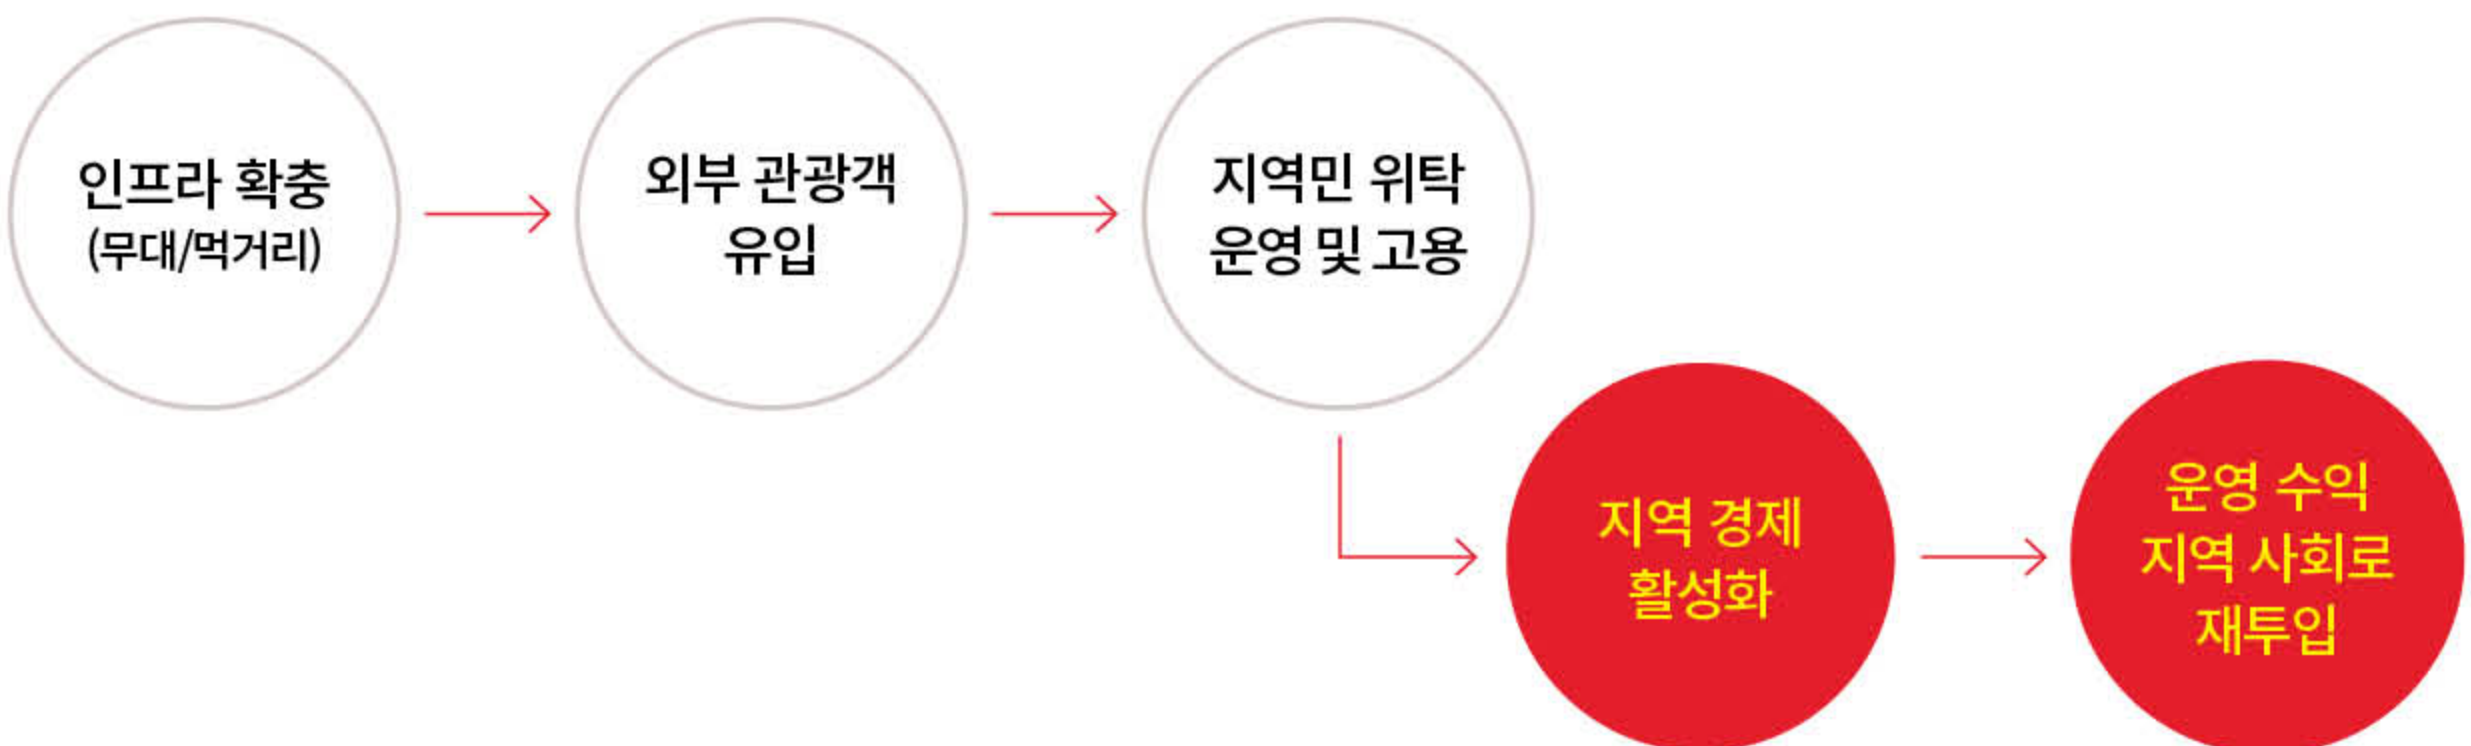 인프라 확충
(무대/먹거리)
외부 관광객
유입
지역민 위탁
운영 및 고용
지역 경제
활성화
운영 수익
지역 사회로
재투입